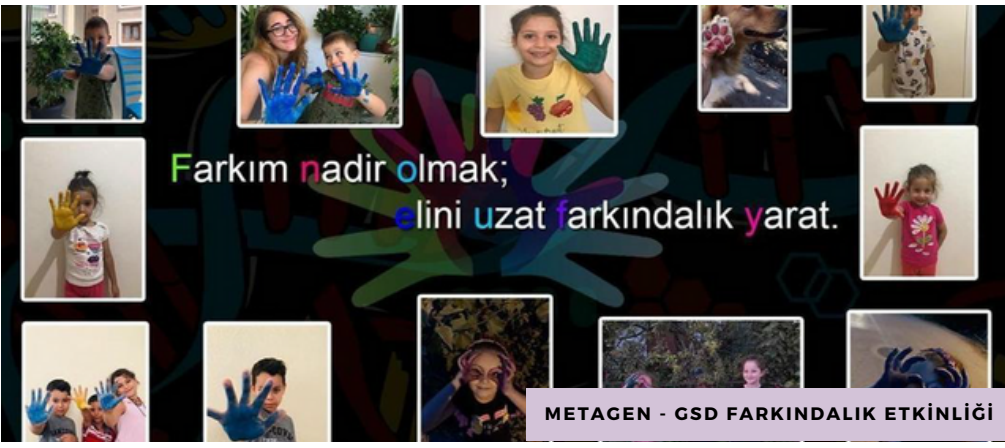 Farkım nadir olmak;
elini uzat farkındalık yarat.
METAGEN - GSD FARKINDALIK ETKİNLİĞİ